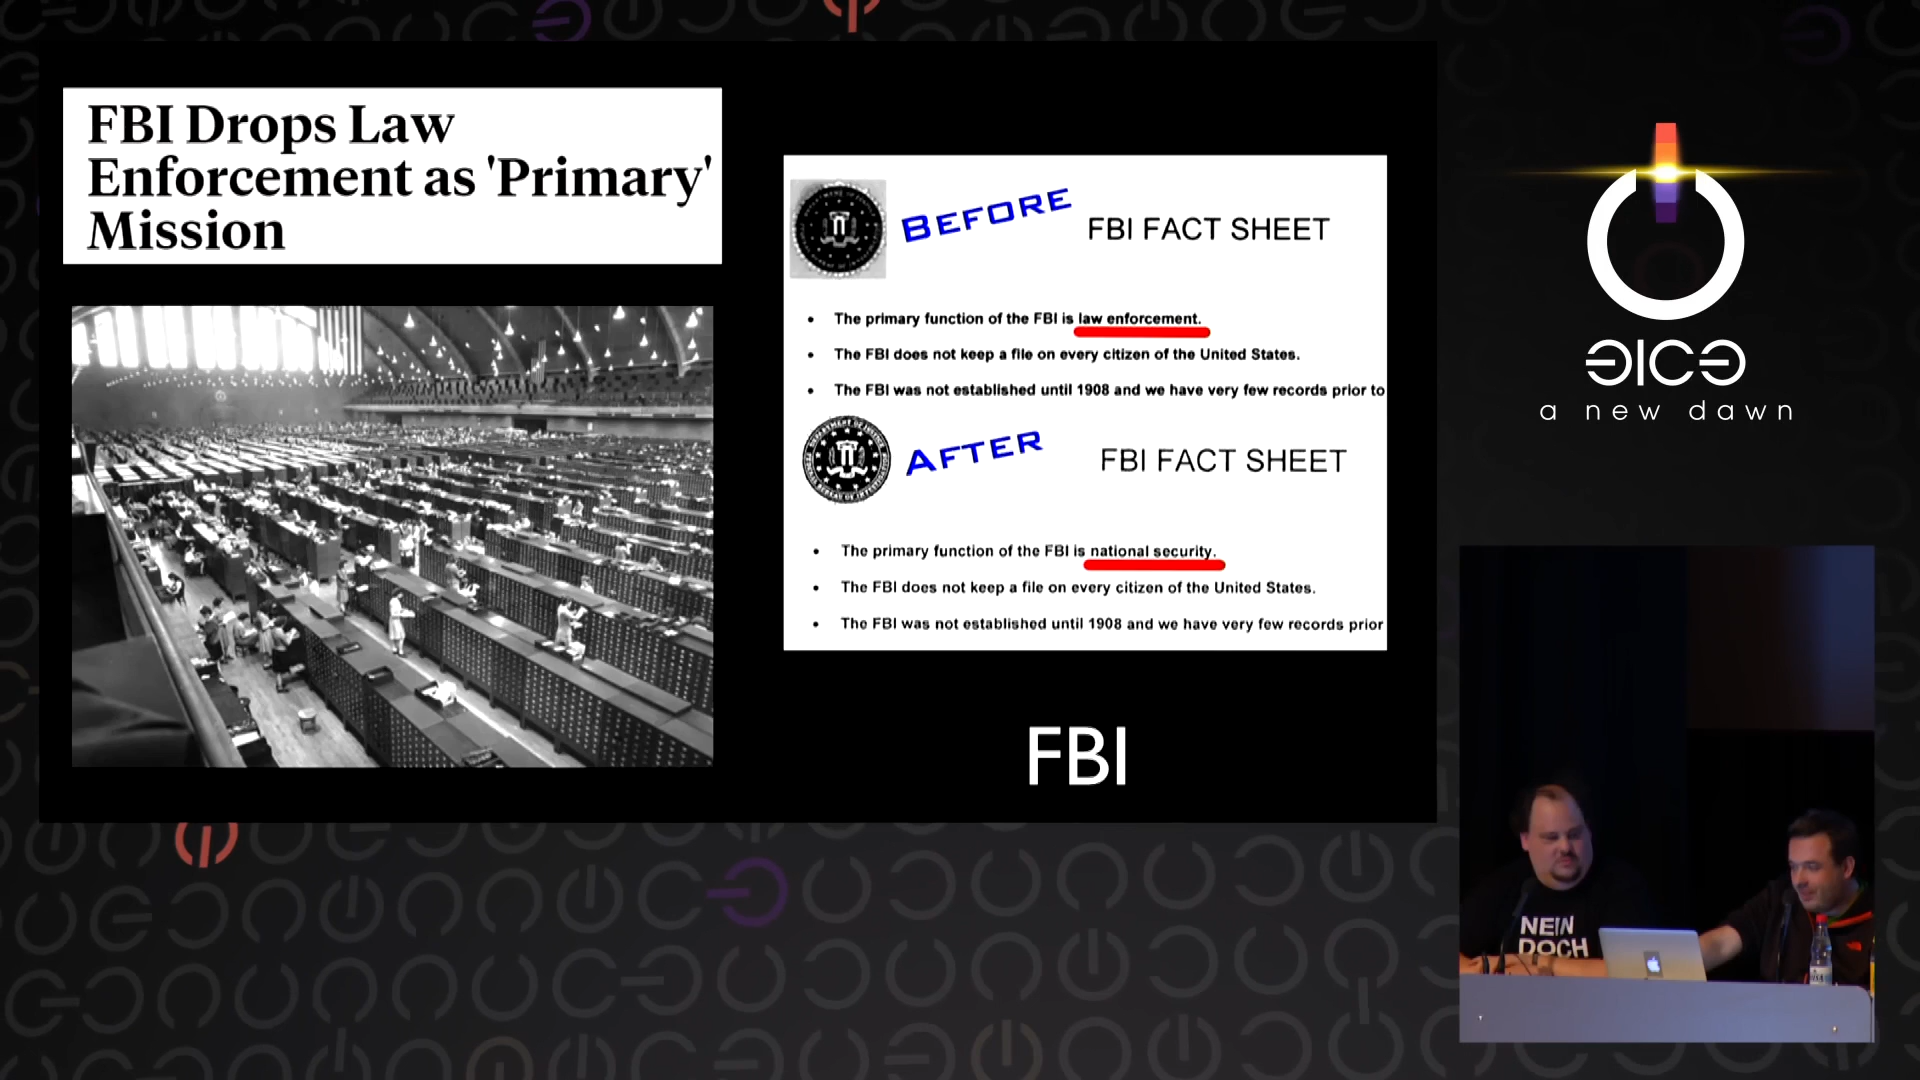 FBI Drops Law
Enforcement as 'Primary'
Mission
BEFORE
FBI FACT SHEET
• The primary function of the FBI is law enforcement.
• The FBI does not keep a file on every citizen of the United States.
• The FBI was not established until 1908 and we have very few records prior to
AFTER
FBI FACT SHEET
• The primary function of the FBI is national security.
• The FBI does not keep a file on every citizen of the United States.
• The FBI was not established until 1908 and we have very few records prior
FBI
a new dawn
NEIN
DOCH